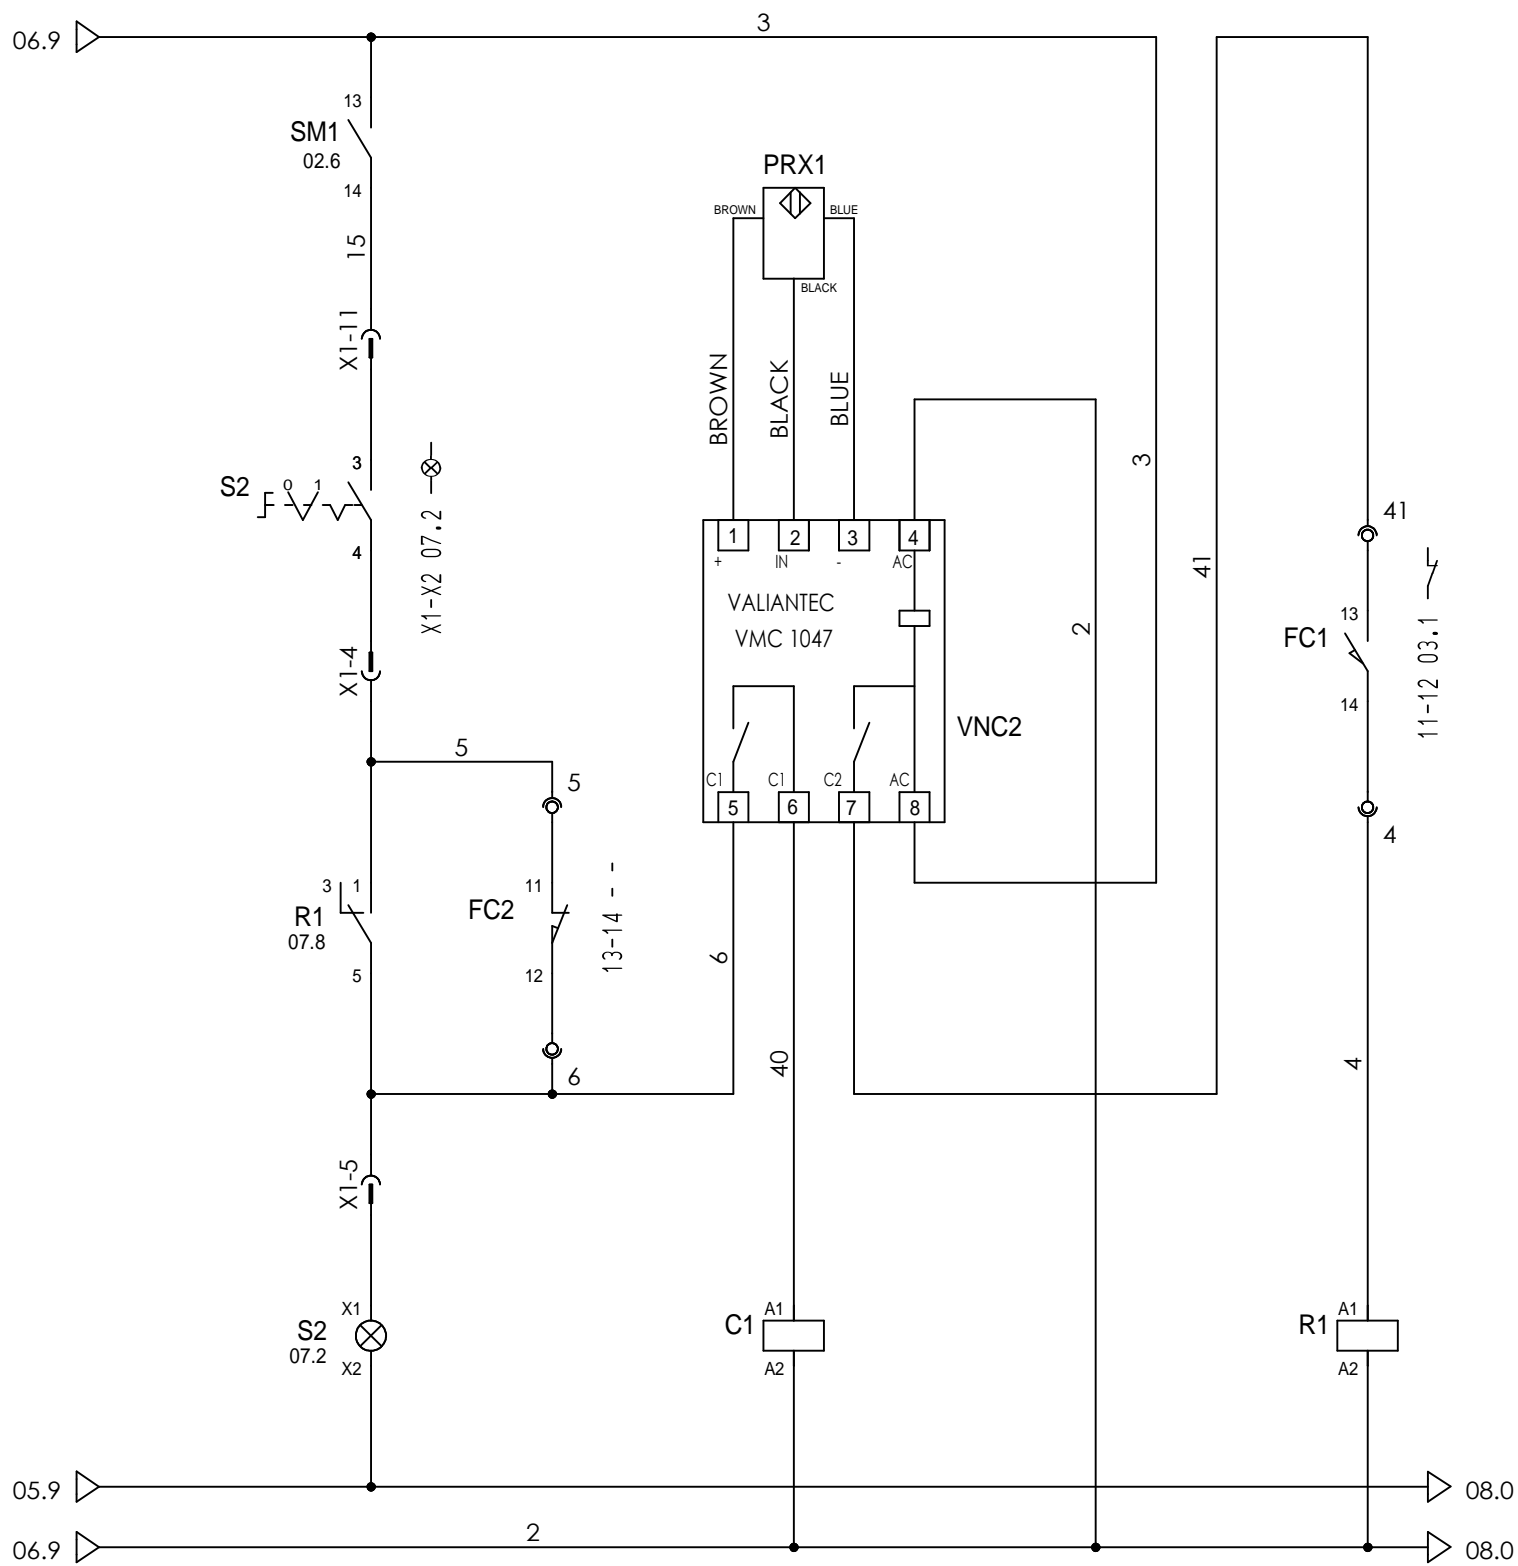 06.9
3
13
SM1
02.6
14
15
X1-11
PRX1
BROWN
BLUE
BLACK
BROWN
BLACK
BLUE
3
S2
0 1
4
X1-X2 07.2
X1-4
1 2 3 4
+ IN - AC
VALIANTEC
VMC 1047
VNC2
C1 C1 C2 AC
5 6 7 8
3
2
41
41
13
FC1
14
11-12 03.1
4
5
5
3 1
R1
07.8
5
11
FC2
12
13-14 - -
6
6
40
4
X1-5
X1
S2
07.2
X2
A1
C1
A2
A1
R1
A2
05.9
08.0
06.9
2
08.0